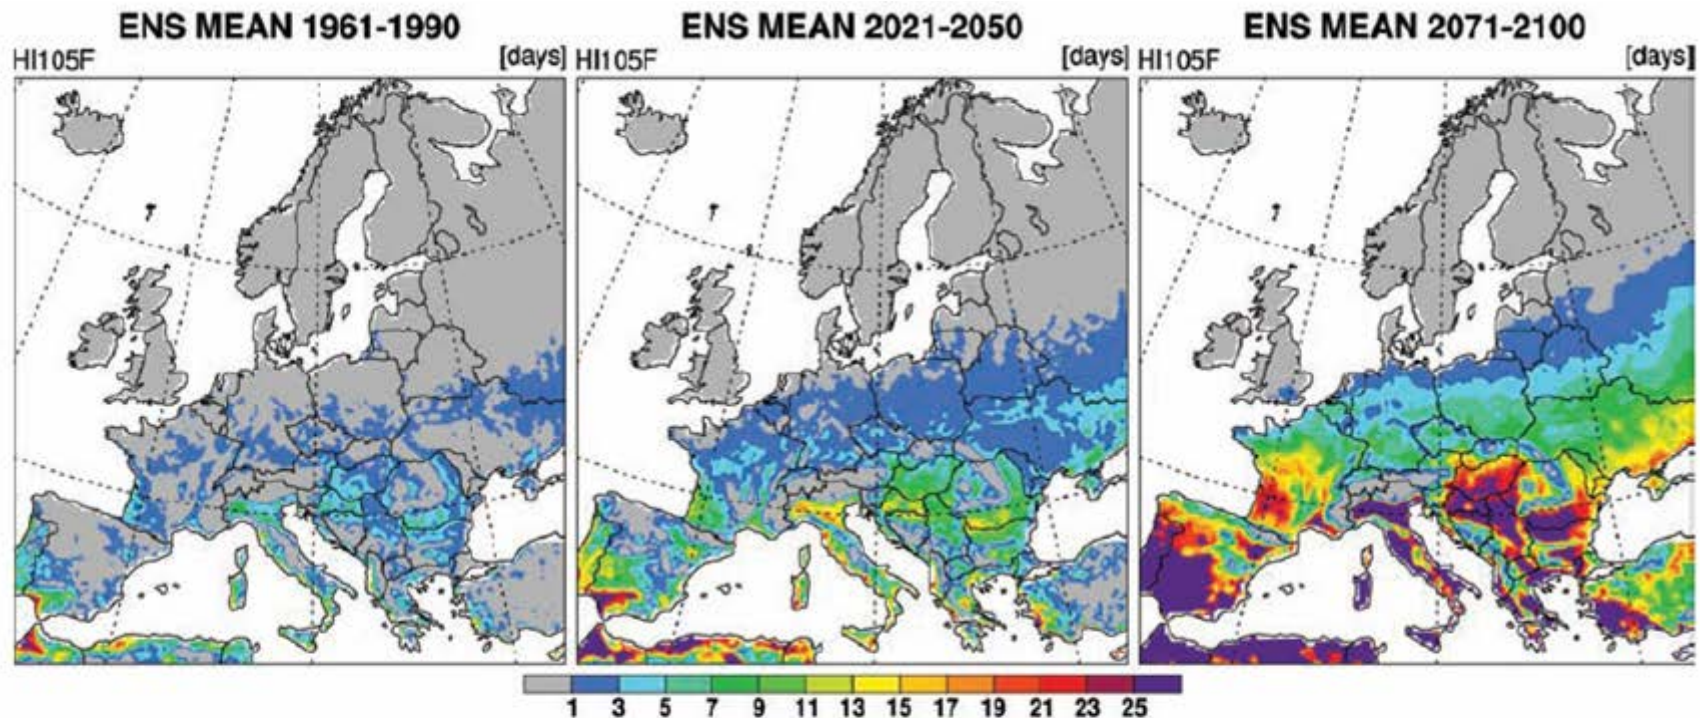 ENS MEAN 1961-1990 ENS MEAN 2021-2050 ENS MEAN 2071-2100
HI105F [days] HI105F [days] HI105F [days]
1 3 5 7 9 11 13 15 17 19 21 23 25